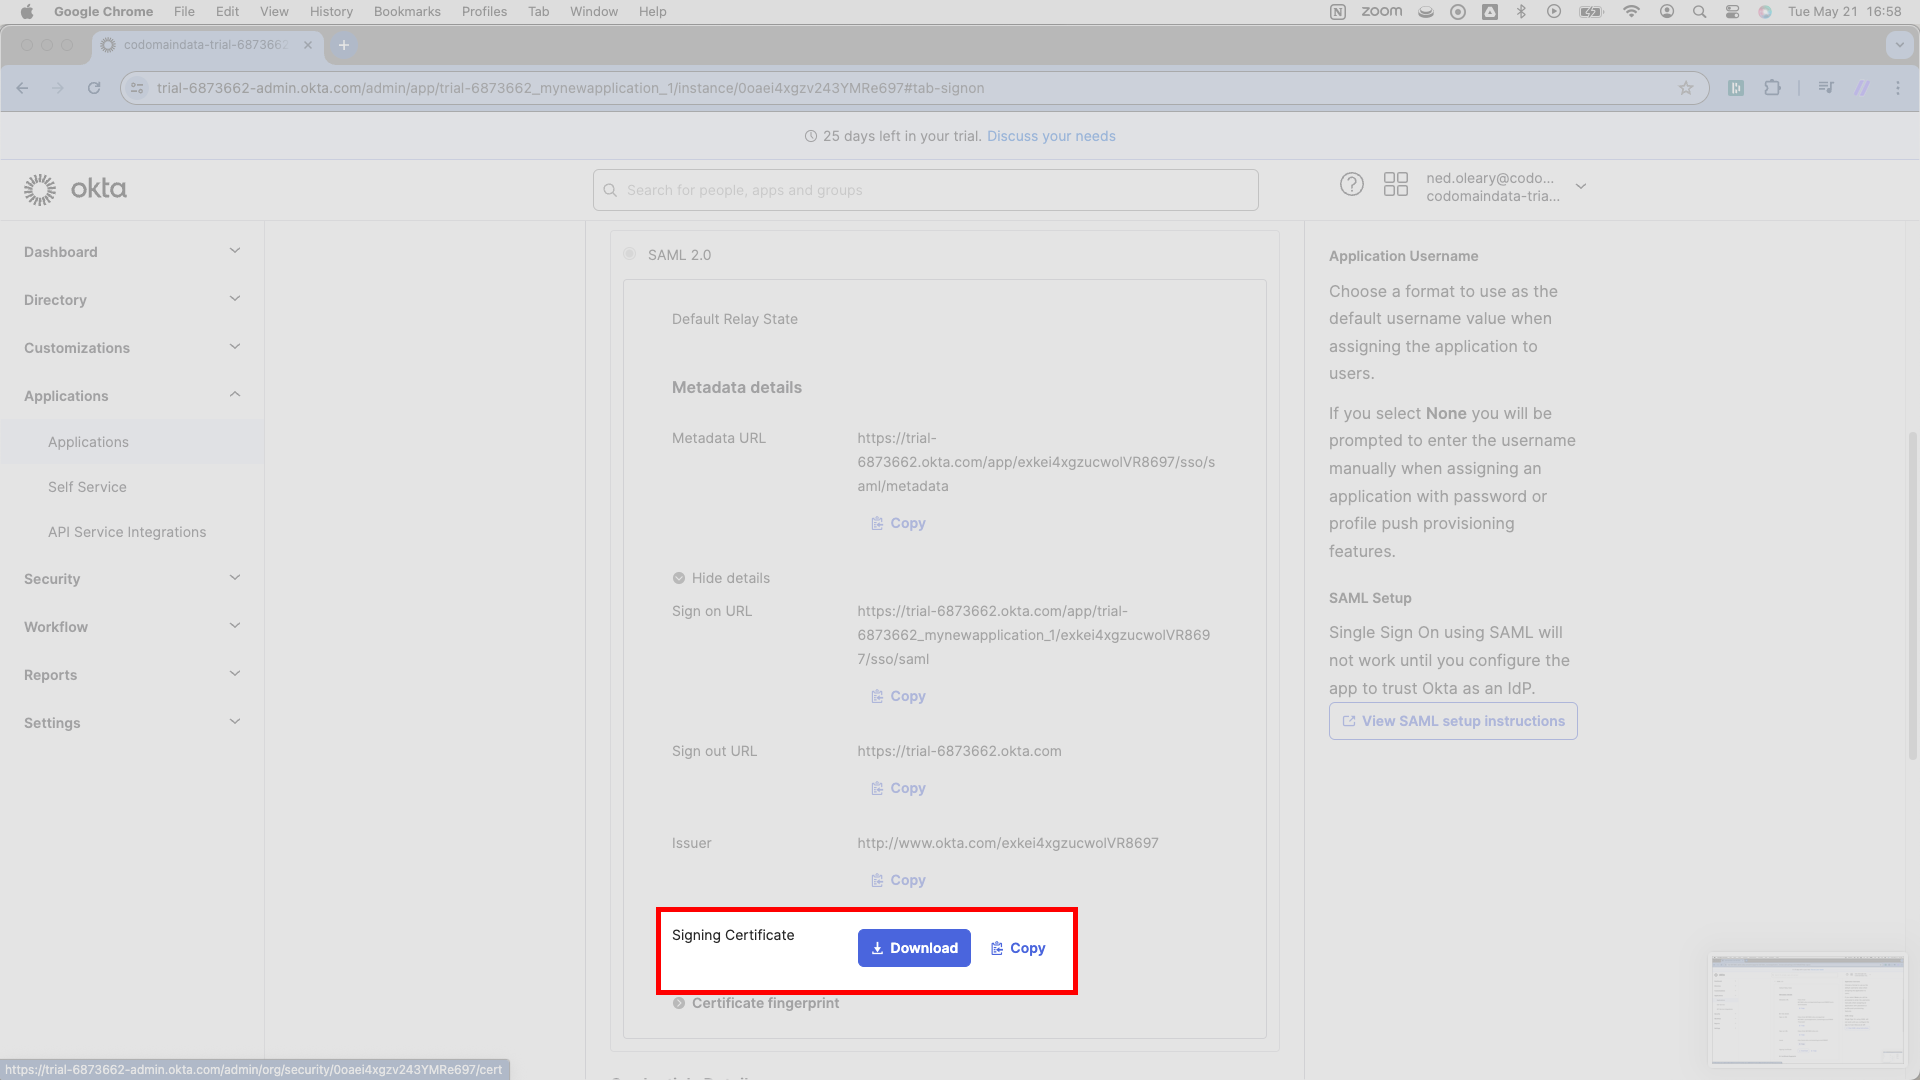 Google Chrome File Edit View History Bookmarks Profiles Tab Window Help zoom Tue May 21 16:58
codomaindata-trial-6873662
trial-6873662-admin.okta.com/admin/app/trial-6873662_mynewapplication_1/instance/0oaei4xgzv243YMRe697#tab-signon
25 days left in your trial. Discuss your needs
okta
Search for people, apps and groups
ned.oleary@codo...
codomaindata-tria...
Dashboard
Directory
Customizations
Applications
Applications
Self Service
API Service Integrations
Security
Workflow
Reports
Settings
SAML 2.0
Default Relay State
Metadata details
Metadata URL
https://trial-
6873662.okta.com/app/exkei4xgzucwolVR8697/sso/s
aml/metadata
Copy
Hide details
Sign on URL
https://trial-6873662.okta.com/app/trial-
6873662_mynewapplication_1/exkei4xgzucwolVR869
7/sso/saml
Copy
Sign out URL
https://trial-6873662.okta.com
Copy
Issuer
http://www.okta.com/exkei4xgzucwolVR8697
Copy
Signing Certificate
Download
Copy
Certificate fingerprint
Application Username
Choose a format to use as the
default username value when
assigning the application to
users.
If you select None you will be
prompted to enter the username
manually when assigning an
application with password or
profile push provisioning
features.
SAML Setup
Single Sign On using SAML will
not work until you configure the
app to trust Okta as an IdP.
View SAML setup instructions
https://trial-6873662-admin.okta.com/admin/org/security/0oaei4xgzv243YMRe697/cert